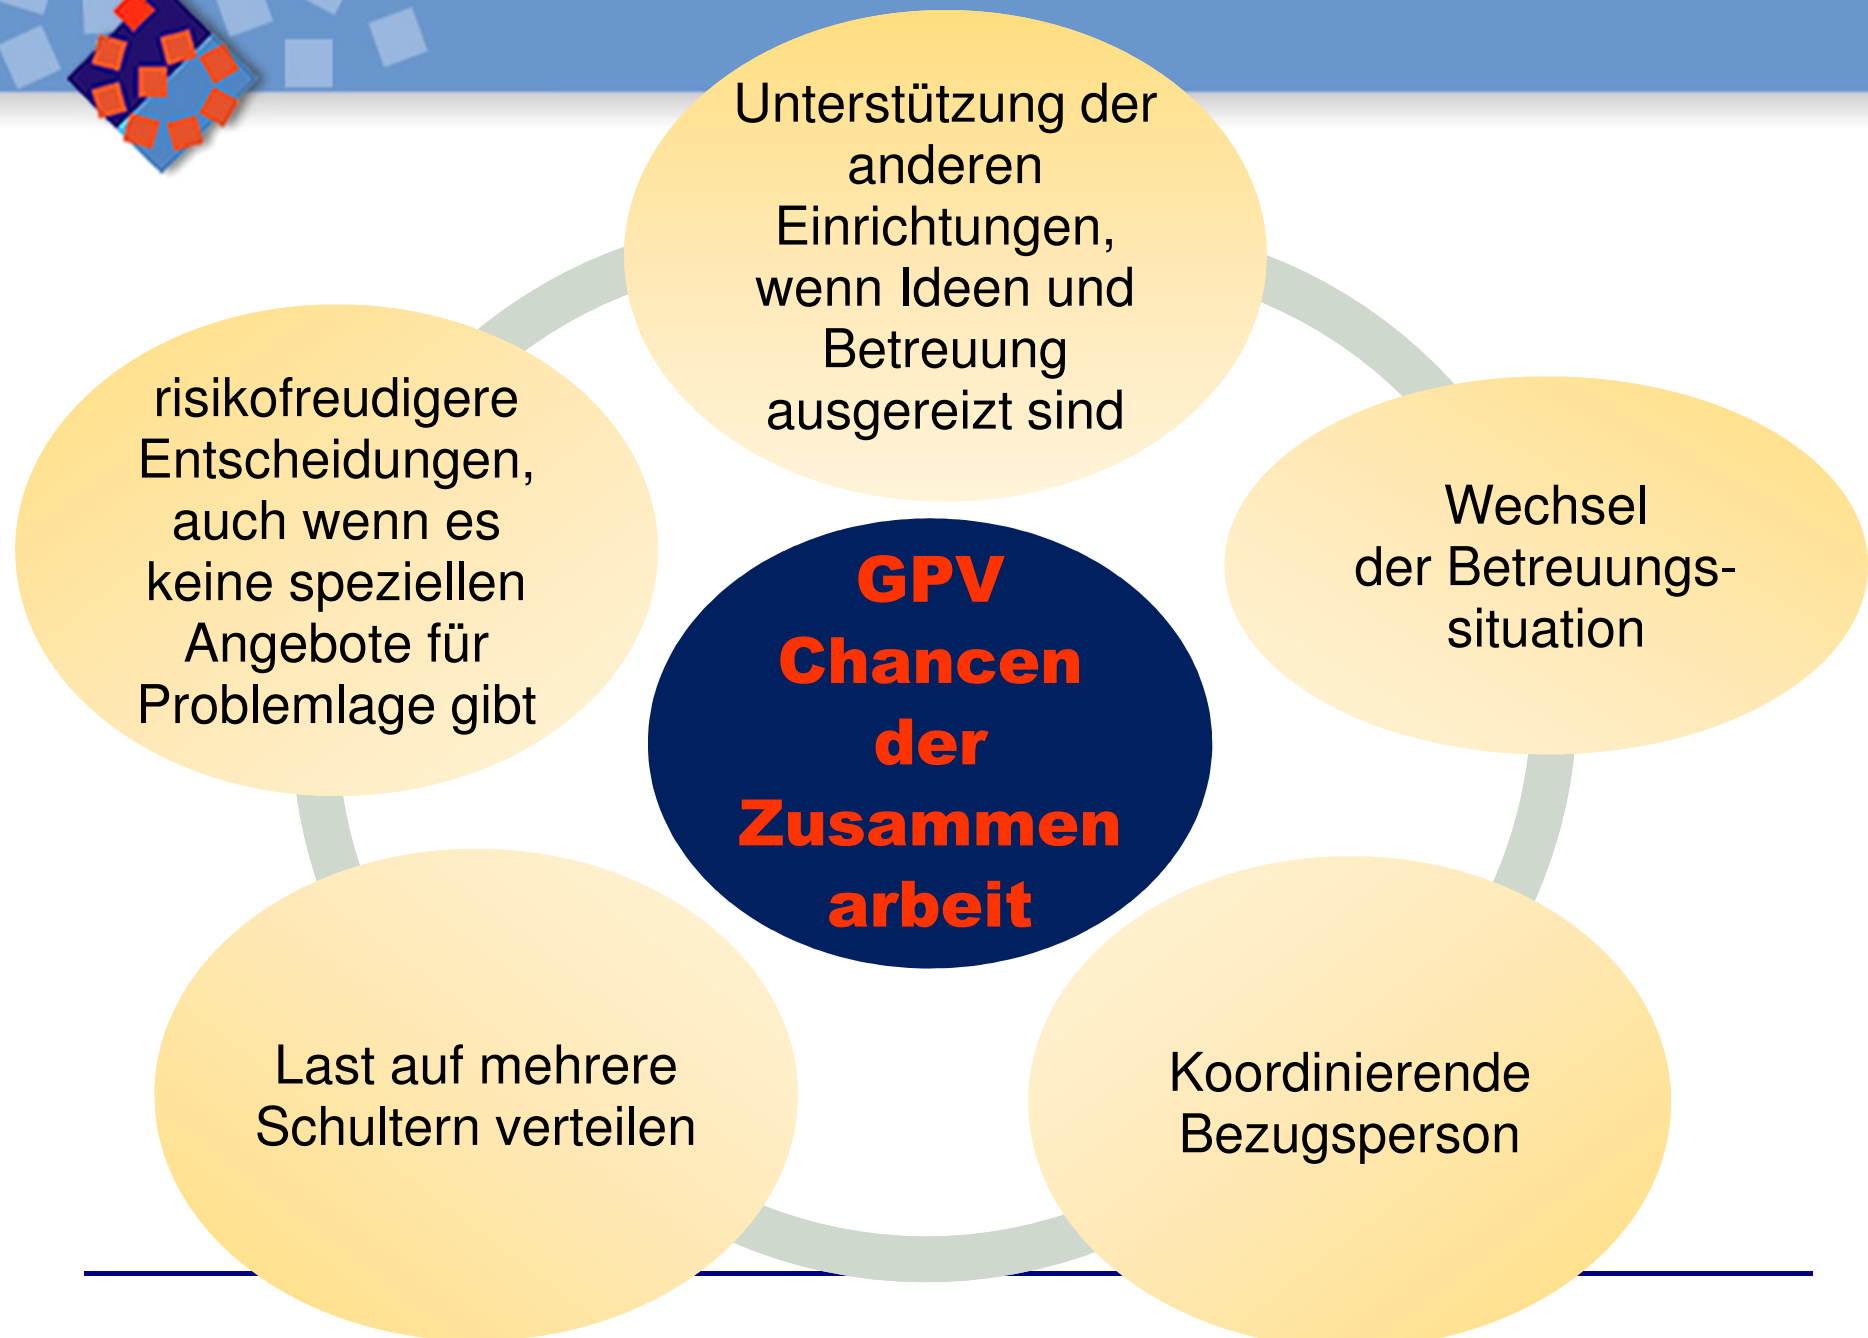 Unterstützung der
anderen
Einrichtungen,
wenn Ideen und
Betreuung
ausgereizt sind
Wechsel
der Betreuungs-
situation
Koordinierende
Bezugsperson
Last auf mehrere
Schultern verteilen
risikofreudigere
Entscheidungen,
auch wenn es
keine speziellen
Angebote für
Problemlage gibt
GPV
Chancen
der
Zusammen
arbeit